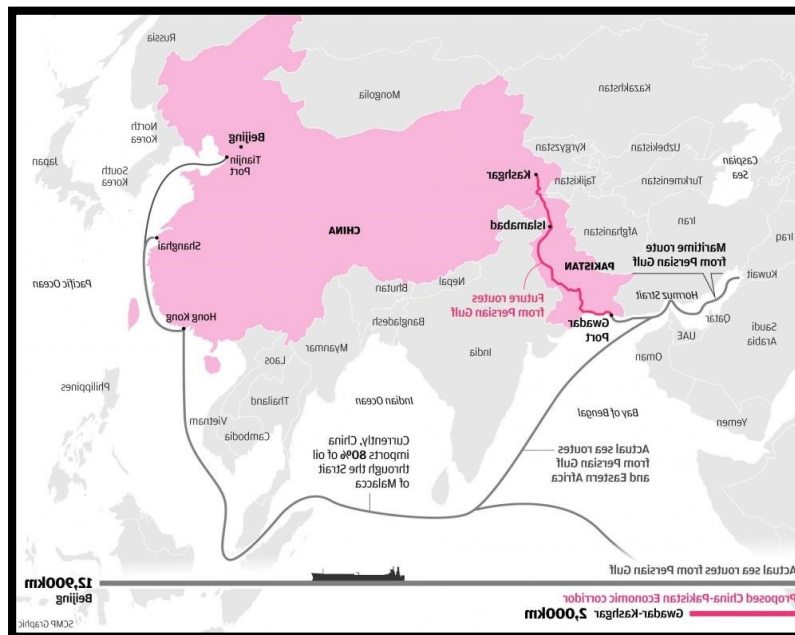 Russia
Kazakhstan
Mongolia
North
Korea
Japan
South
Korea
Beijing
Tianjin
Port
Caspian
Sea
Uzbekistan
Kyrgyzstan
Turkmenistan
Tajikistan
Kashgar
Iraq
Iran
Afghanistan
Islamabad
CHINA
Shanghai
Maritime route
from Persian Gulf
PAKISTAN
Kuwait
Hormuz Strait
Future routes
from Persian Gulf
Nepal
Bhutan
Pacific Ocean
Saudi
Arabia
Qatar
UAE
Oman
Gwadar
Port
India
Bangladesh
Myanmar
Laos
Hong Kong
Yemen
Bay of Bengal
Indian Ocean
Thailand
Vietnam
Cambodia
Philippines
Actual sea routes
from Persian Gulf
and Eastern Africa
Currently, China,
imports 80% of oil
through the Strait
of Malacca
Actual sea routes from Persian Gulf
12,900km
Beijing
Proposed China-Pakistan Economic corridor
Gwadar-Kashgar 2,000km
SCMP Graphic